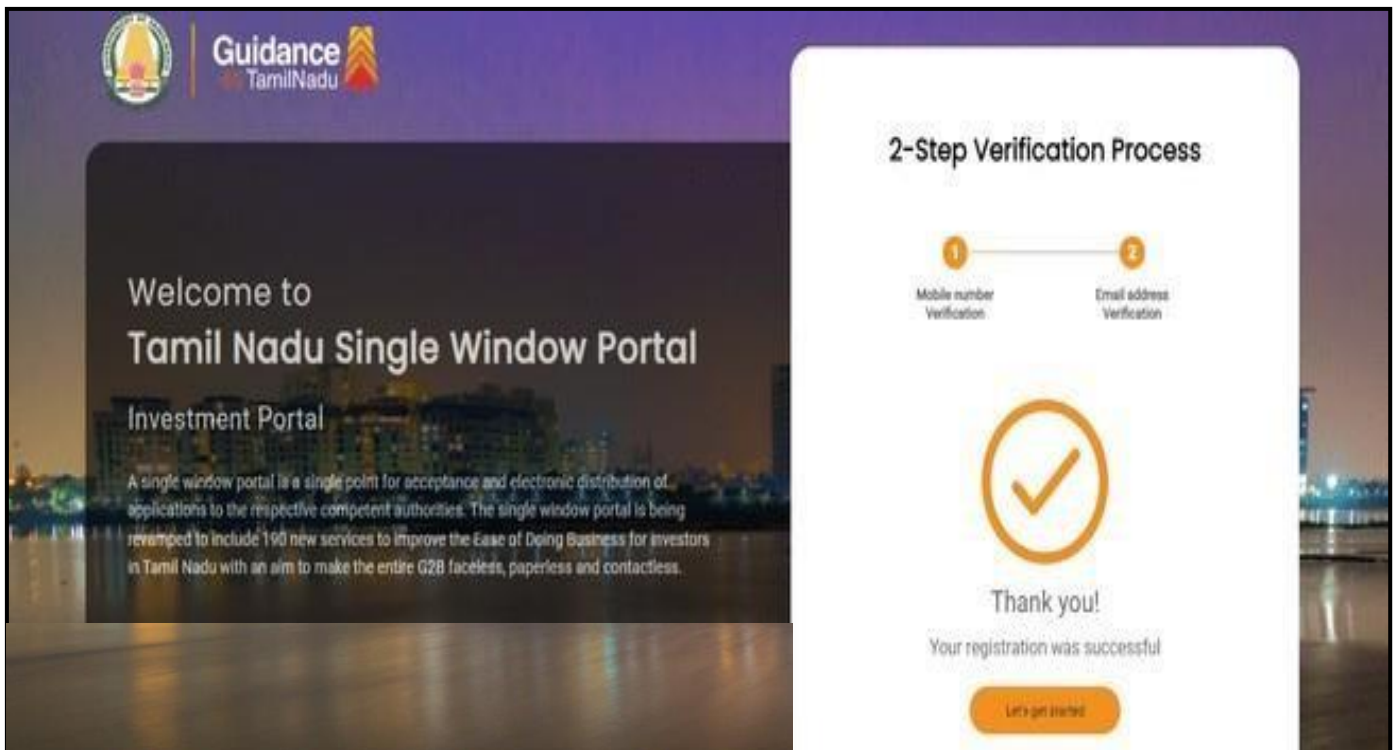 Guidance
TamilNadu
Welcome to
Tamil Nadu Single Window Portal
Investment Portal
A single window portal is a single point for acceptance and electronic distribution of
applications to the respective competent authorities. The single window portal is being
revamped to include 190 new services to improve the Ease of Doing Business for investors
in Tamil Nadu with an aim to make the entire G2B faceless, paperless and contactless.
2-Step Verification Process
1
2
Mobile number
Verification
Email address
Verification
Thank you!
Your registration was successful
Let's get started